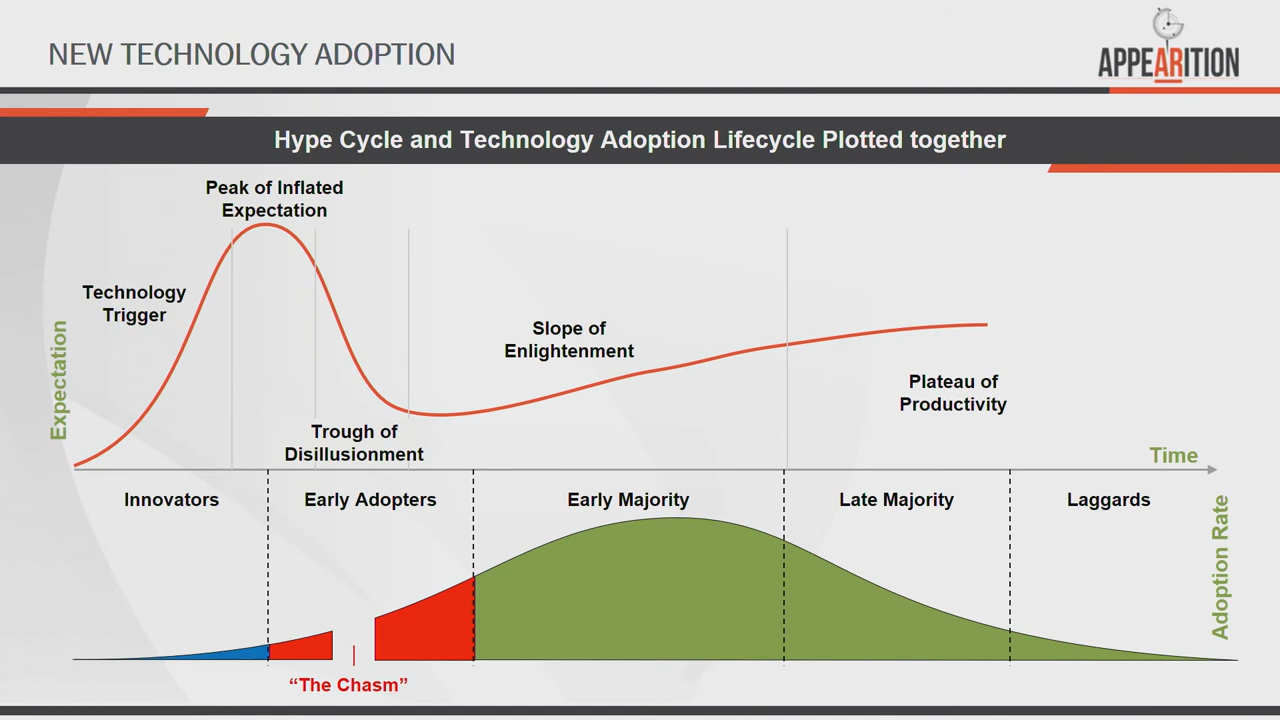 NEW TECHNOLOGY ADOPTION
APPEARITION
Hype Cycle and Technology Adoption Lifecycle Plotted together
Peak of Inflated
Expectation
Technology
Trigger
Slope of
Enlightenment
Plateau of
Productivity
Trough of
Disillusionment
Expectation
Time
Innovators
Early Adopters
Early Majority
Late Majority
Laggards
Adoption Rate
“The Chasm”